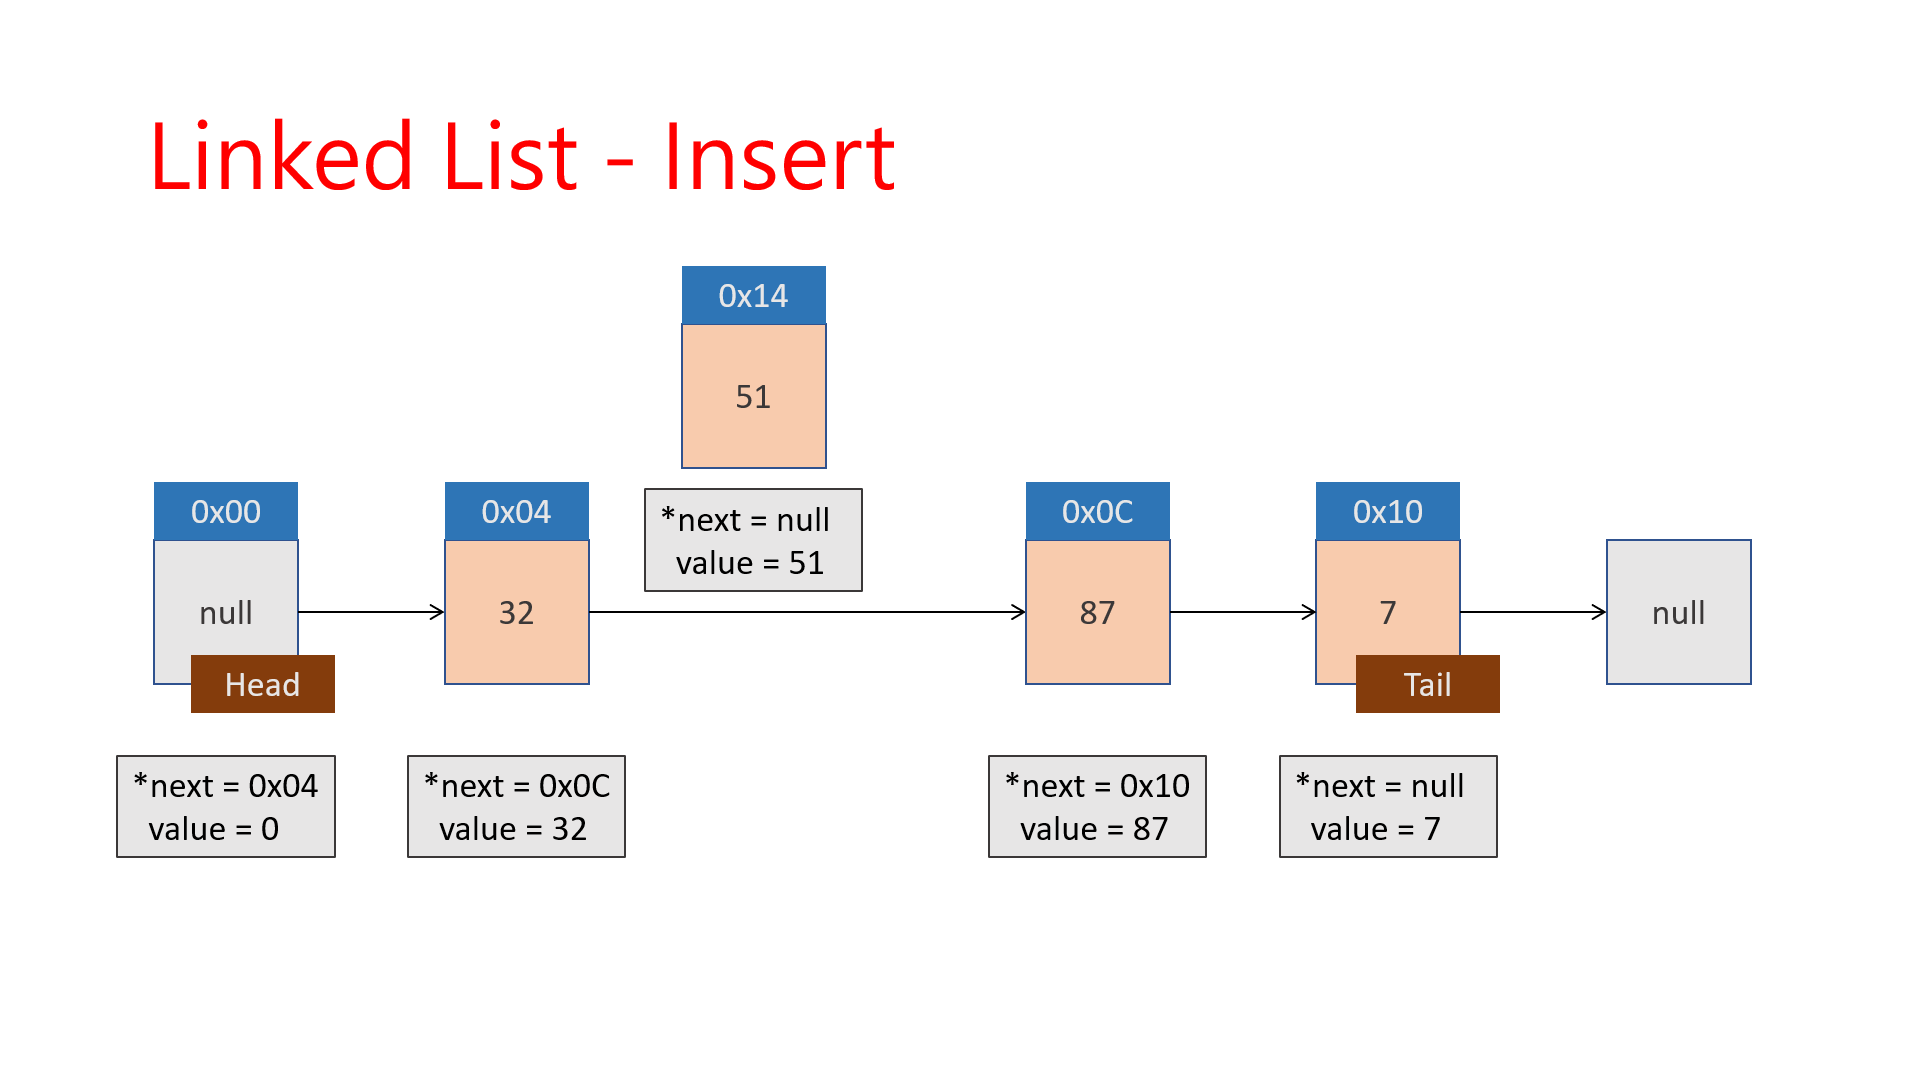 Linked List - Insert
0x14
51
*next = null
value = 51
0x00
null
Head
*next = 0x04
value = 0
0x04
32
*next = 0x0C
value = 32
0x0C
87
*next = 0x10
value = 87
0x10
7
Tail
*next = null
value = 7
null